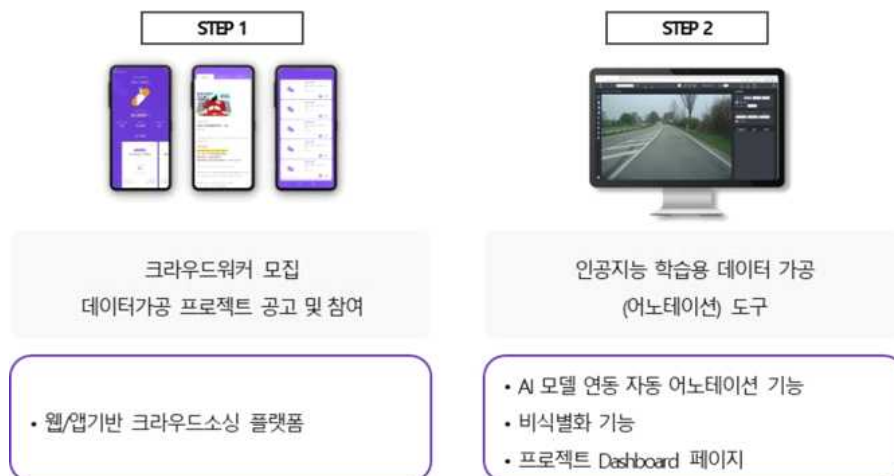 STEP 1
STEP 2
크라우드워커 모집
데이터가공 프로젝트 공고 및 참여
인공지능 학습용 데이터 가공
(어노테이션) 도구
• 웹/앱기반 크라우드소싱 플랫폼
• AI 모델 연동 자동 어노테이션 기능
• 비식별화 기능
• 프로젝트 Dashboard 페이지